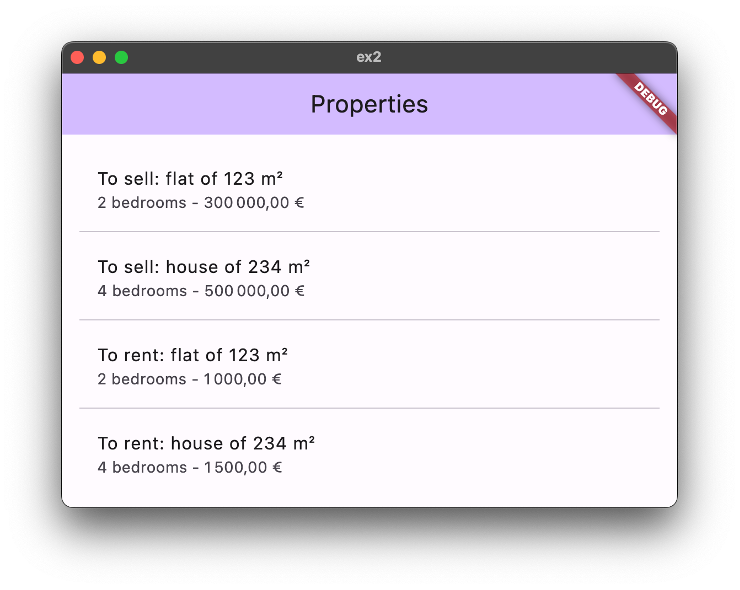 ex2
Properties
DEBUG
To sell: flat of 123 m²
2 bedrooms - 300 000,00 €
To sell: house of 234 m²
4 bedrooms - 500 000,00 €
To rent: flat of 123 m²
2 bedrooms - 1 000,00 €
To rent: house of 234 m²
4 bedrooms - 1 500,00 €